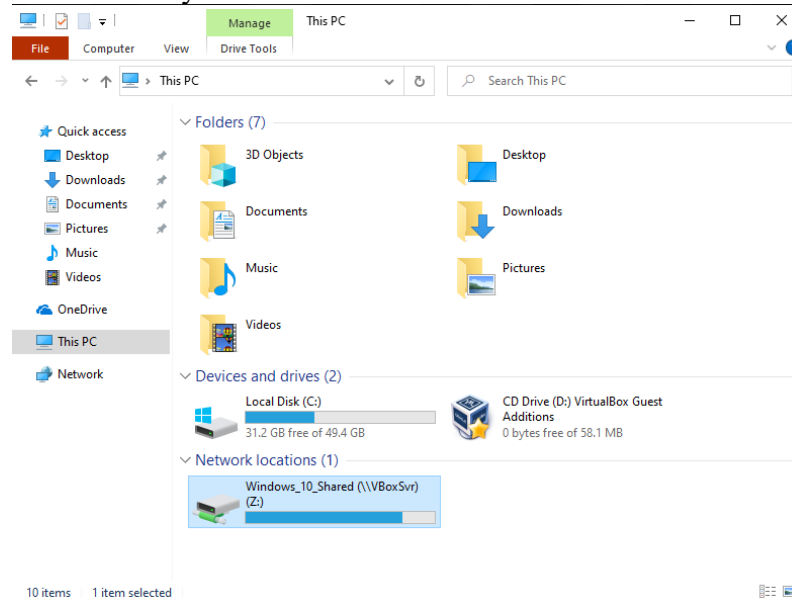 Manage
This PC
File
Computer
View
Drive Tools
This PC
Search This PC
Quick access
Desktop
Downloads
Documents
Pictures
Music
Videos
OneDrive
This PC
Network
Folders (7)
3D Objects
Desktop
Documents
Downloads
Music
Pictures
Videos
Devices and drives (2)
Local Disk (C:)
31.2 GB free of 49.4 GB
CD Drive (D:) VirtualBox Guest
Additions
0 bytes free of 58.1 MB
Network locations (1)
Windows_10_Shared (\\VBoxSvr)
(Z:)
10 items
1 item selected